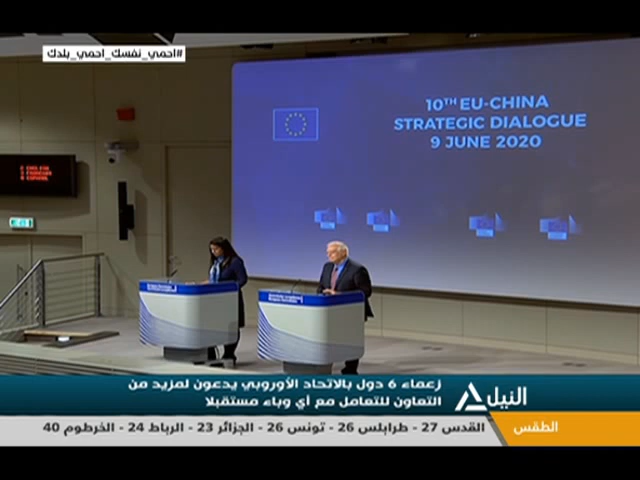 #احمي_نفسك_احمي_بلدك
10TH EU-CHINA
STRATEGIC DIALOGUE
9 JUNE 2020
زعماء 6 دول بالاتحاد الأوروبي يدعون لمزيد من
التعاون للتعامل مع أي وباء مستقبلا
النيل
الطقس
القدس 27 - طرابلس 26 - تونس 26 - الجزائر 23 - الرباط 24 - الخرطوم 40